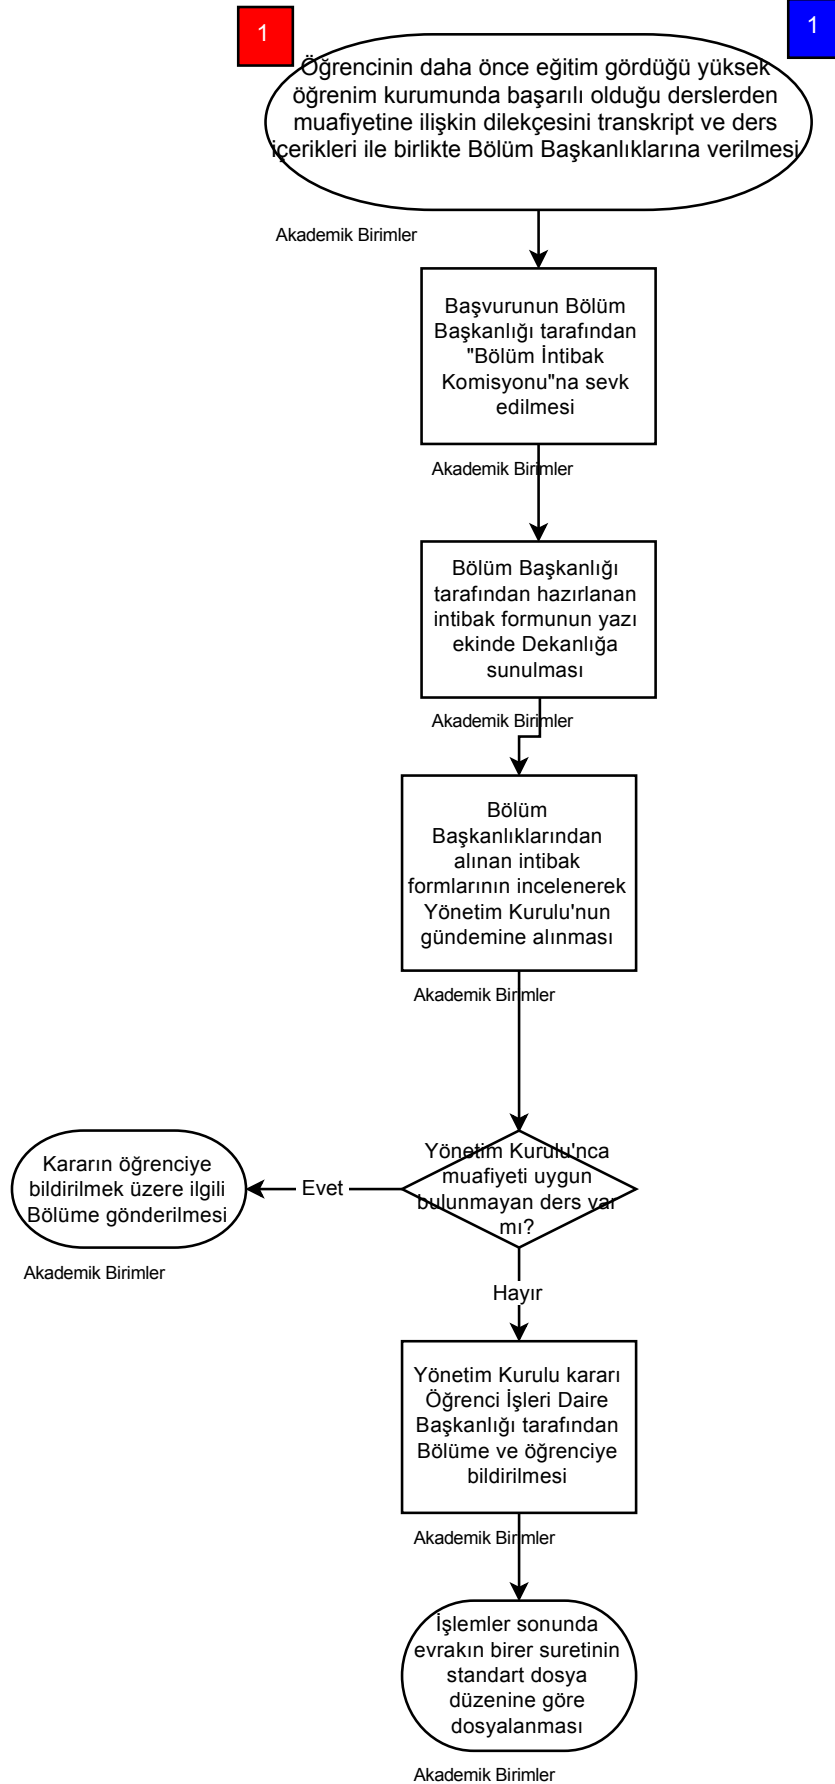 1
1
Öğrencinin daha önce eğitim gördüğü yüksek
öğrenim kurumunda başarılı olduğu derslerden
muafiyetine ilişkin dilekçesini transkript ve ders
içerikleri ile birlikte Bölüm Başkanlıklarına verilmesi
Akademik Birimler
Başvurunun Bölüm
Başkanlığı tarafından
"Bölüm İntibak
Komisyonu"na sevk
edilmesi
Akademik Birimler
Bölüm Başkanlığı
tarafından hazırlanan
intibak formunun yazı
ekinde Dekanlığa
sunulması
Akademik Birimler
Bölüm
Başkanlıklarından
alınan intibak
formlarının incelenerek
Yönetim Kurulu'nun
gündemine alınması
Akademik Birimler
Yönetim Kurulu'nca
muafiyeti uygun
bulunmayan ders var
mı?
Evet
Kararın öğrenciye
bildirilmek üzere ilgili
Bölüme gönderilmesi
Akademik Birimler
Hayır
Yönetim Kurulu kararı
Öğrenci İşleri Daire
Başkanlığı tarafından
Bölüme ve öğrenciye
bildirilmesi
Akademik Birimler
İşlemler sonunda
evrakın birer suretinin
standart dosya
düzenine göre
dosyalanması
Akademik Birimler